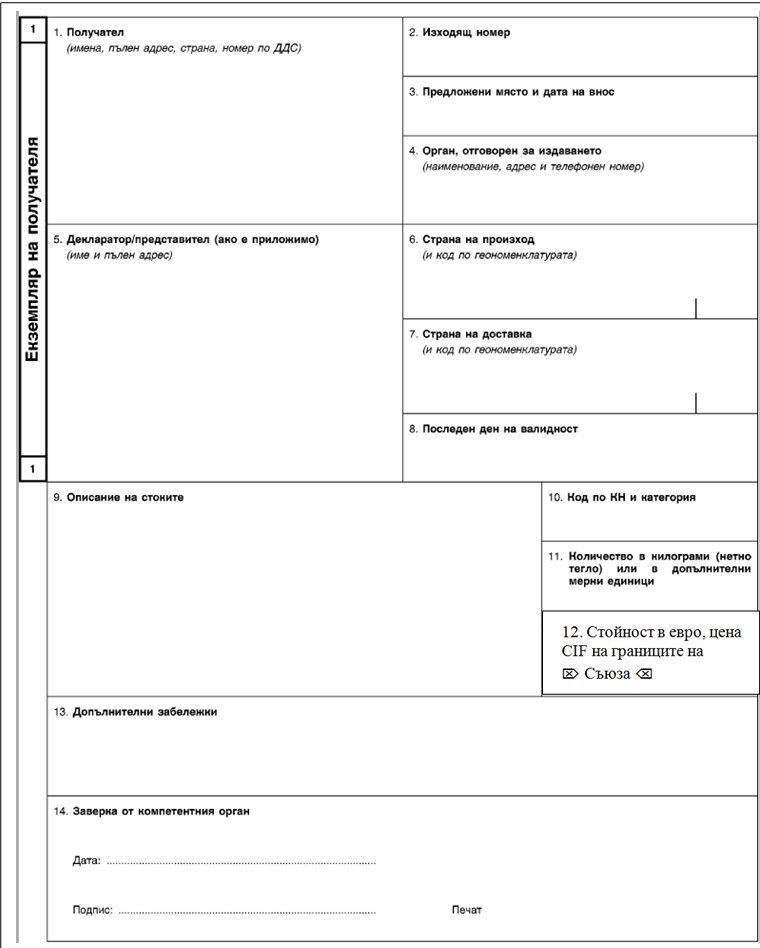 1
Екземпляр на получателя
1
1. Получател
(имена, пълен адрес, страна, номер по ДДС)
2. Изходящ номер
3. Предложени място и дата на внос
4. Орган, отговорен за издаването
(наименование, адрес и телефонен номер)
5. Декларатор/представител (ако е приложимо)
(име и пълен адрес)
6. Страна на произход
(и код по геономенклатурата)
7. Страна на доставка
(и код по геономенклатурата)
8. Последен ден на валидност
9. Описание на стоките
10. Код по КН и категория
11. Количество в килограми (нетно
тегло) или в допълнителни
мерни единици
12. Стойност в евро, цена
CIF на границите на
⌦ Съюза ⌫
13. Допълнителни забележки
14. Заверка от компетентния орган
Дата: ..........................................................................................
Подпис: ..........................................................................................
Печат